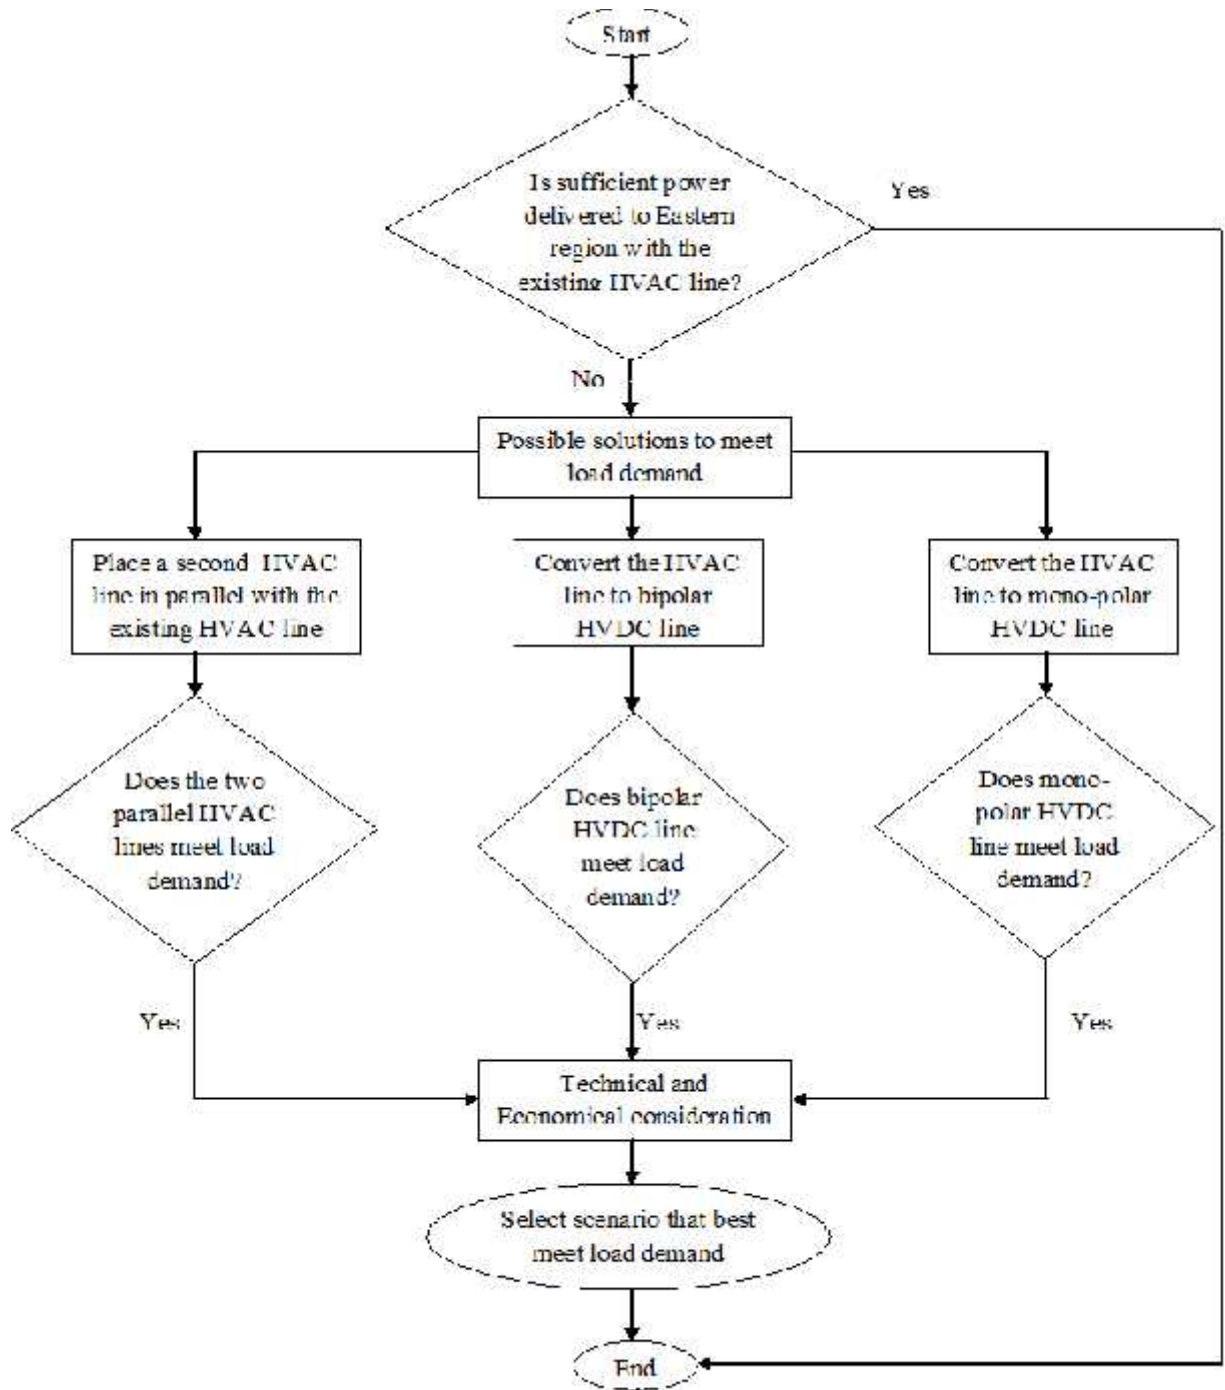 Start
Is sufficient power
delivered to Eastern
region with the
existing HVAC line?
Yes
No
Possible solutions to meet
load demand
Place a second HVAC
line in parallel with the
existing HVAC line
Convert the HVAC
line to bipolar
HVDC line
Convert the HVAC
line to mono-polar
HVDC line
Does the two
parallel HVAC
lines meet load
demand?
Does bipolar
HVDC line
meet load
demand?
Does mono-
polar HVDC
line meet load
demand?
Yes
Yes
Yes
Technical and
Economical consideration
Select scenario that best
meet load demand
End